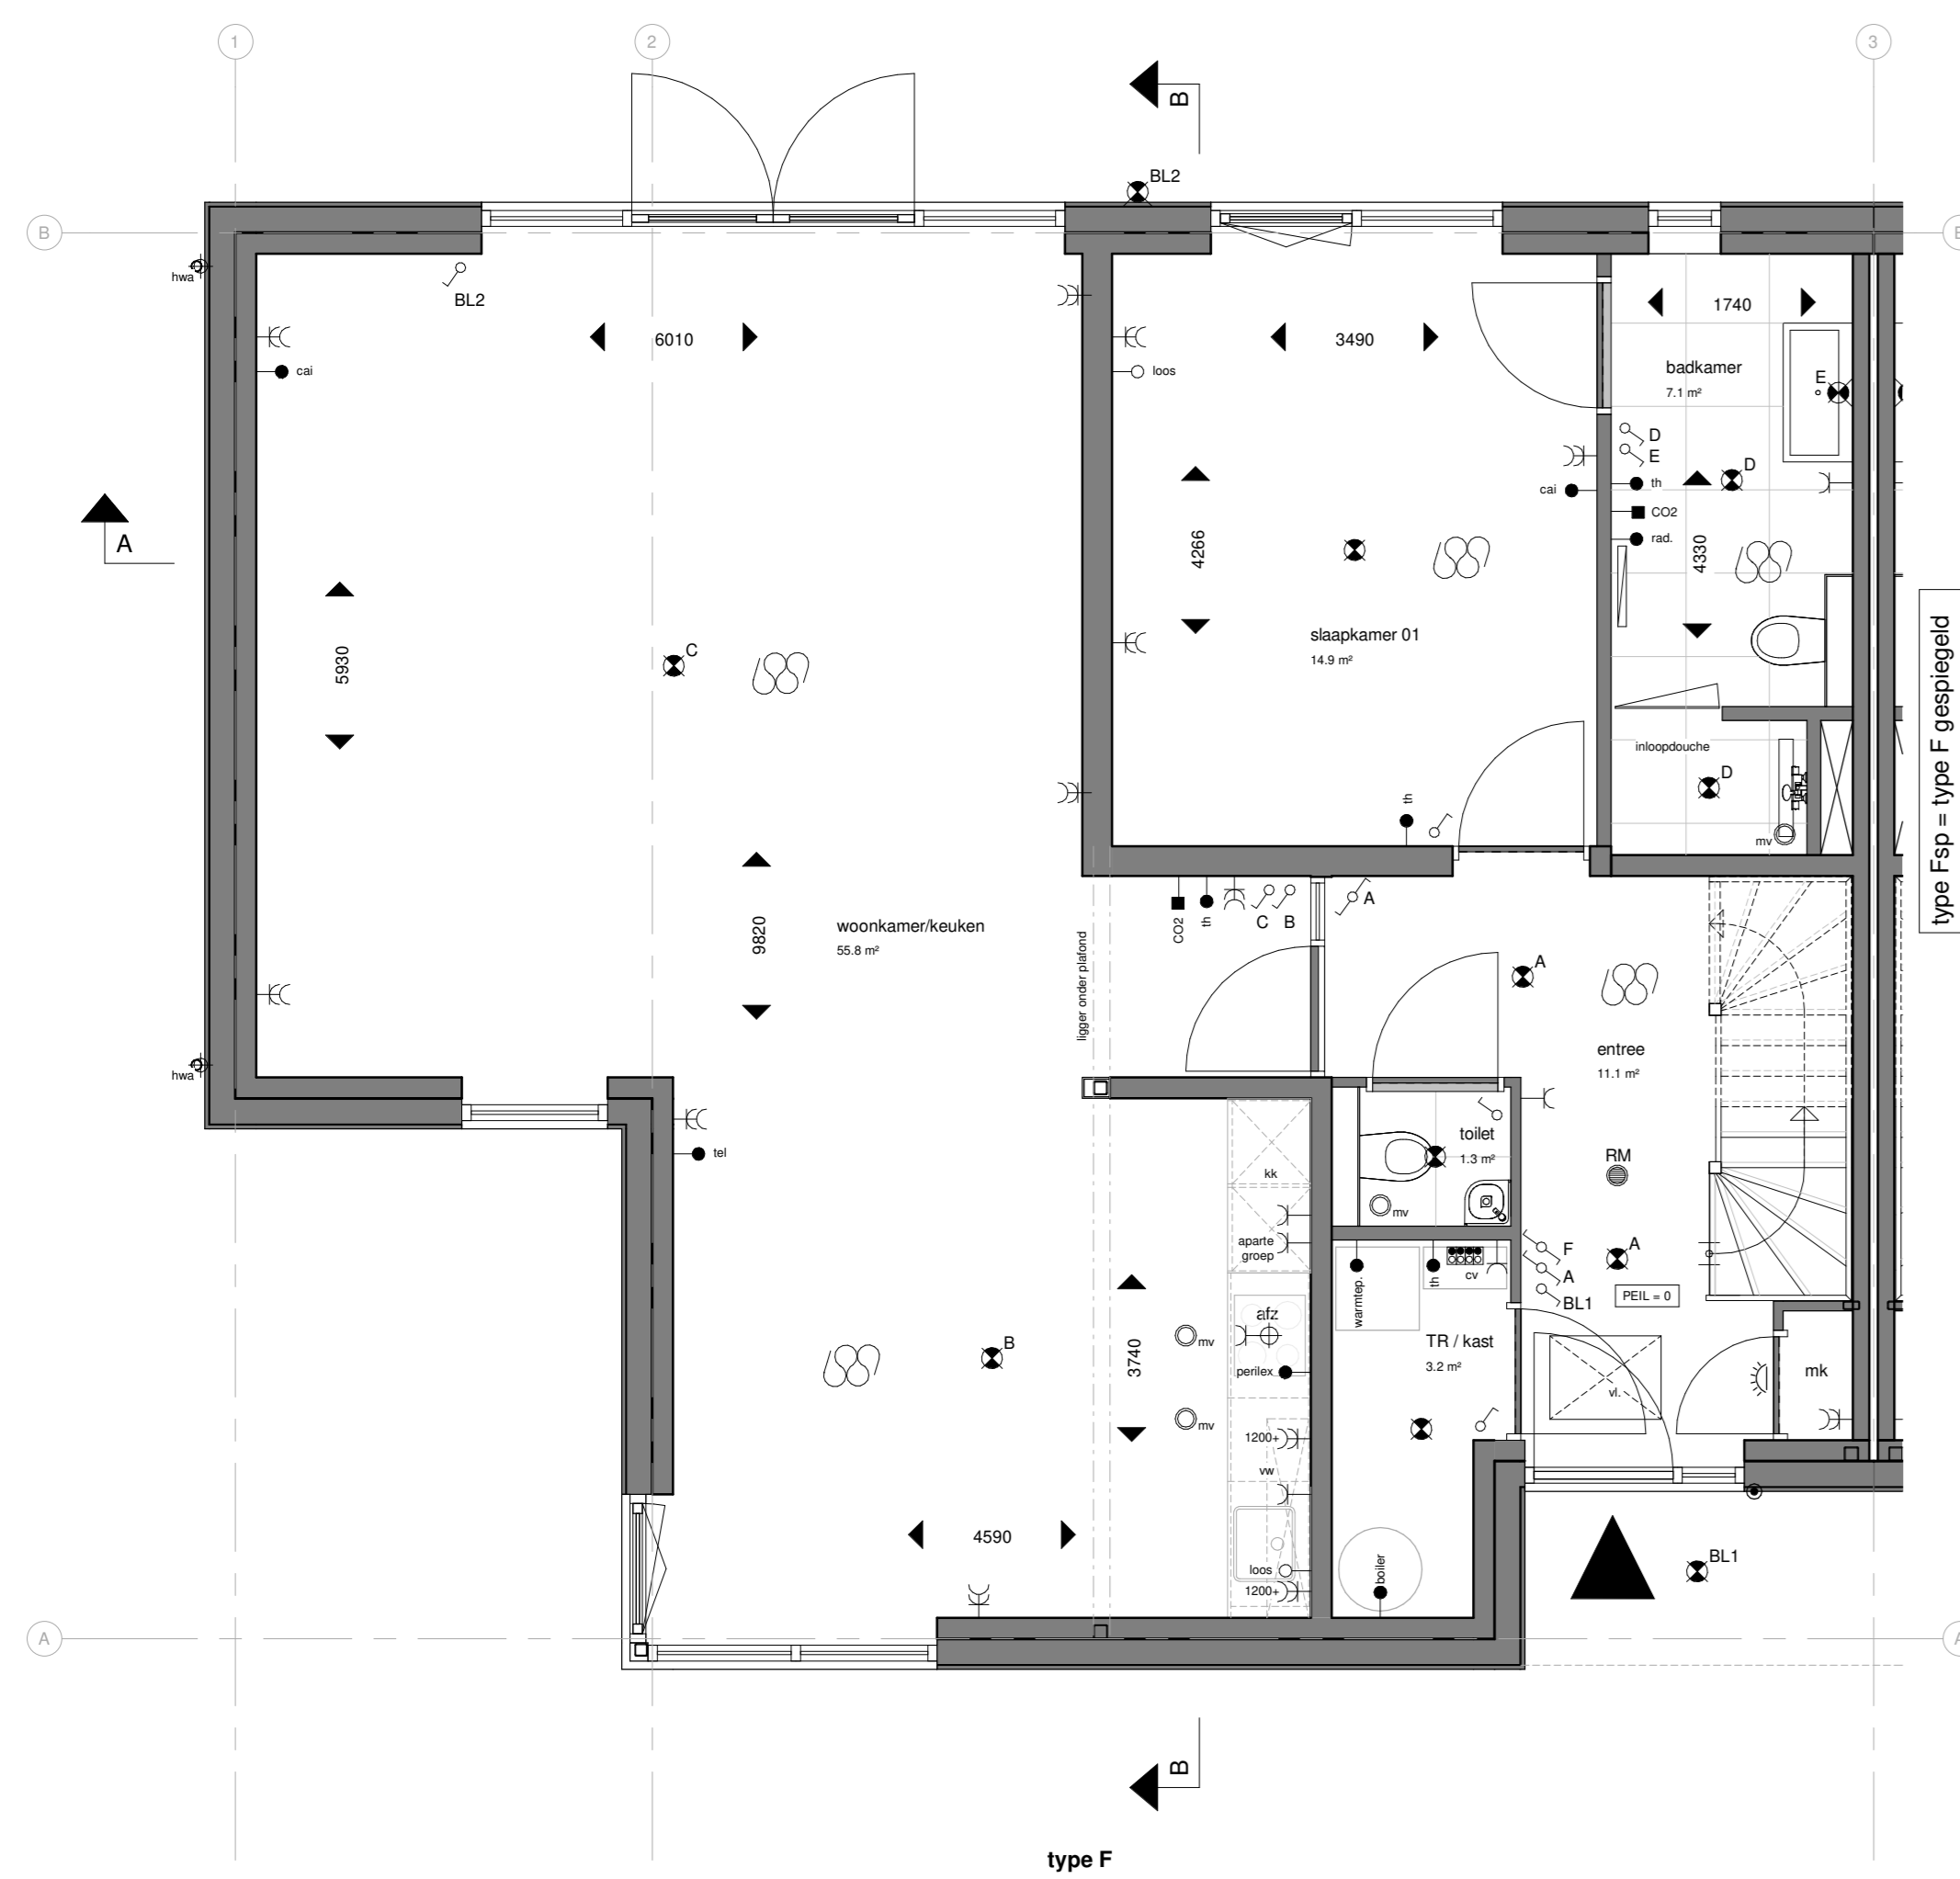 1
2
3
B
BL2
B
hwa
BL2
6010
3490
1740
cai
loos
badkamer
7.1 m²
E
D
E
D
cai
th
CO2
rad.
A
4266
4330
slaapkamer 01
14.9 m²
5930
C
type Fsp = type F gespiegeld
inloopdouche
D
th
mv
CO2
th
C
B
A
9820
woonkamer/keuken
55.8 m²
ligger onder plafond
A
entree
11.1 m²
hwa
tel
toilet
1.3 m²
RM
kk
mv
aparte
groep
F
A
BL1
A
PEIL = 0
warmtep.
th
cv
afz
B
mv
perilex
3740
TR / kast
3.2 m²
vl.
mk
mv
1200+
vw
4590
loos
1200+
boiler
BL1
A
B
type F